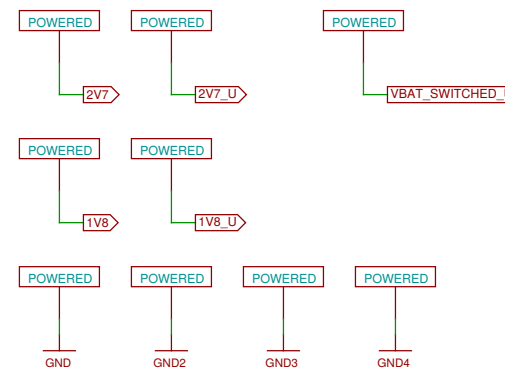 POWERED POWERED POWERED
2V7 2V7_U VBAT_SWITCHED_
POWERED POWERED
1V8 1V8_U
POWERED POWERED POWERED POWERED
GND GND2 GND3 GND4